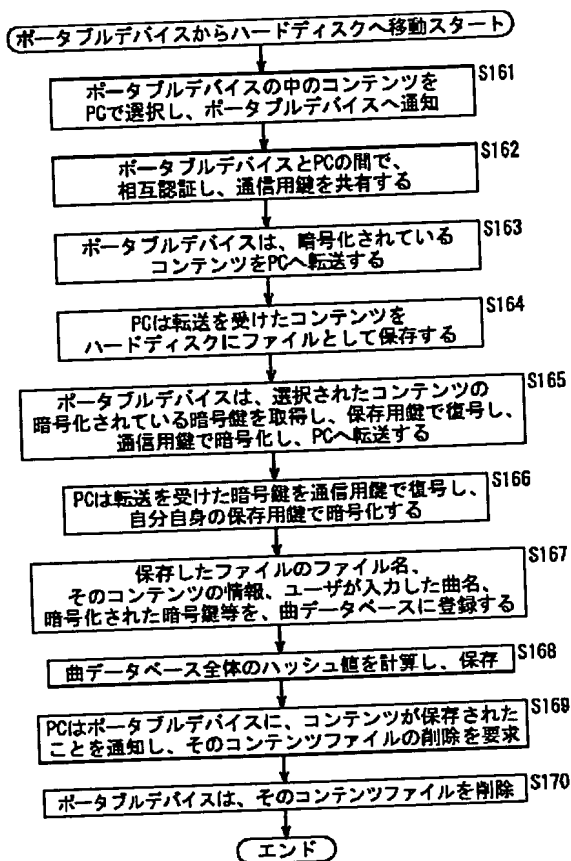 ポータブルデバイスからハードディスクへ移動スタート
S161
ポータブルデバイスの中のコンテンツを
PCで選択し、ポータブルデバイスへ通知
S162
ポータブルデバイスとPCの間で、
相互認証し、通信用鍵を共有する
S163
ポータブルデバイスは、暗号化されている
コンテンツをPCへ転送する
S164
PCは転送を受けたコンテンツを
ハードディスクにファイルとして保存する
S165
ポータブルデバイスは、選択されたコンテンツの
暗号化されている暗号鍵を取得し、保存用鍵で復号し、
通信用鍵で暗号化し、PCへ転送する
S166
PCは転送を受けた暗号鍵を通信用鍵で復号し、
自分自身の保存用鍵で暗号化する
S167
保存したファイルのファイル名、
そのコンテンツの情報、ユーザが入力した曲名、
暗号化された暗号鍵等を、曲データベースに登録する
S168
曲データベース全体のハッシュ値を計算し、保存
S169
PCはポータブルデバイスに、コンテンツが保存された
ことを通知し、そのコンテンツファイルの削除を要求
S170
ポータブルデバイスは、そのコンテンツファイルを削除
エンド